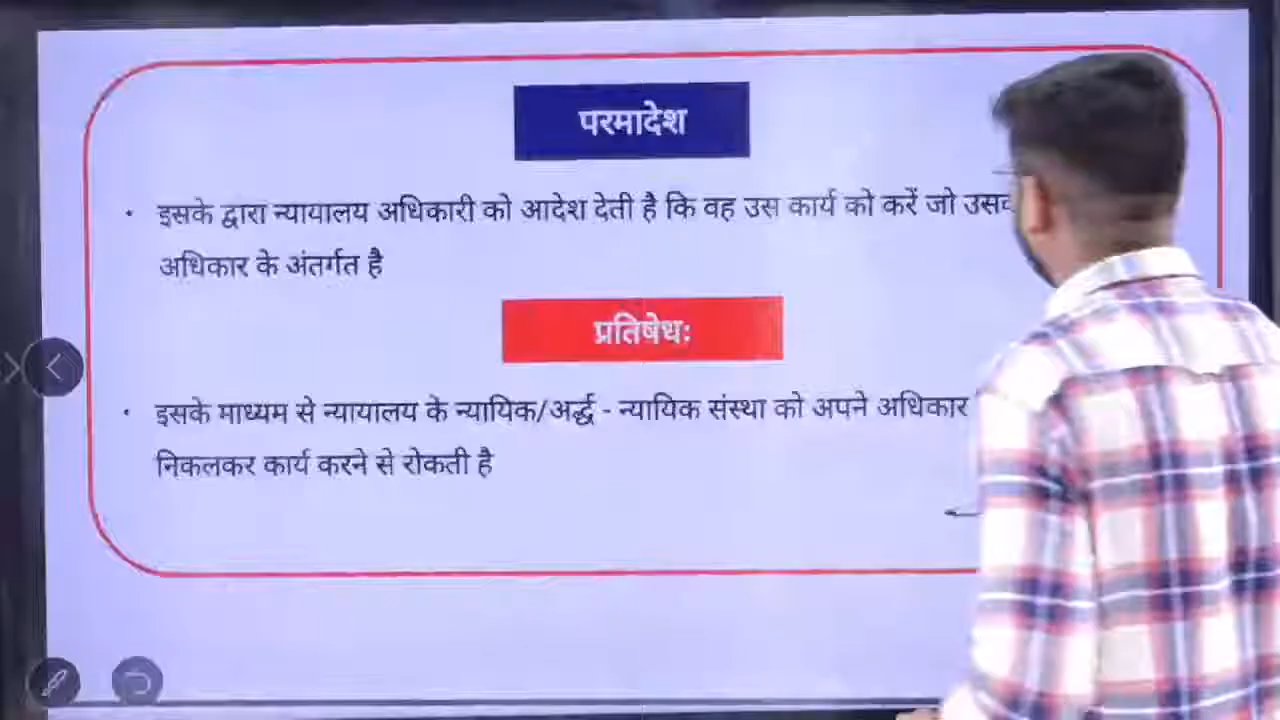 परमादेश
• इसके द्वारा न्यायालय अधिकारी को आदेश देती है कि वह उस कार्य को करें जो
अधिकार के अंतर्गत है
प्रतिषेधः
• इसके माध्यम से न्यायालय के न्यायिक/अर्द्ध - न्यायिक संस्था को अपने अधिकार
निकलकर कार्य करने से रोकती है